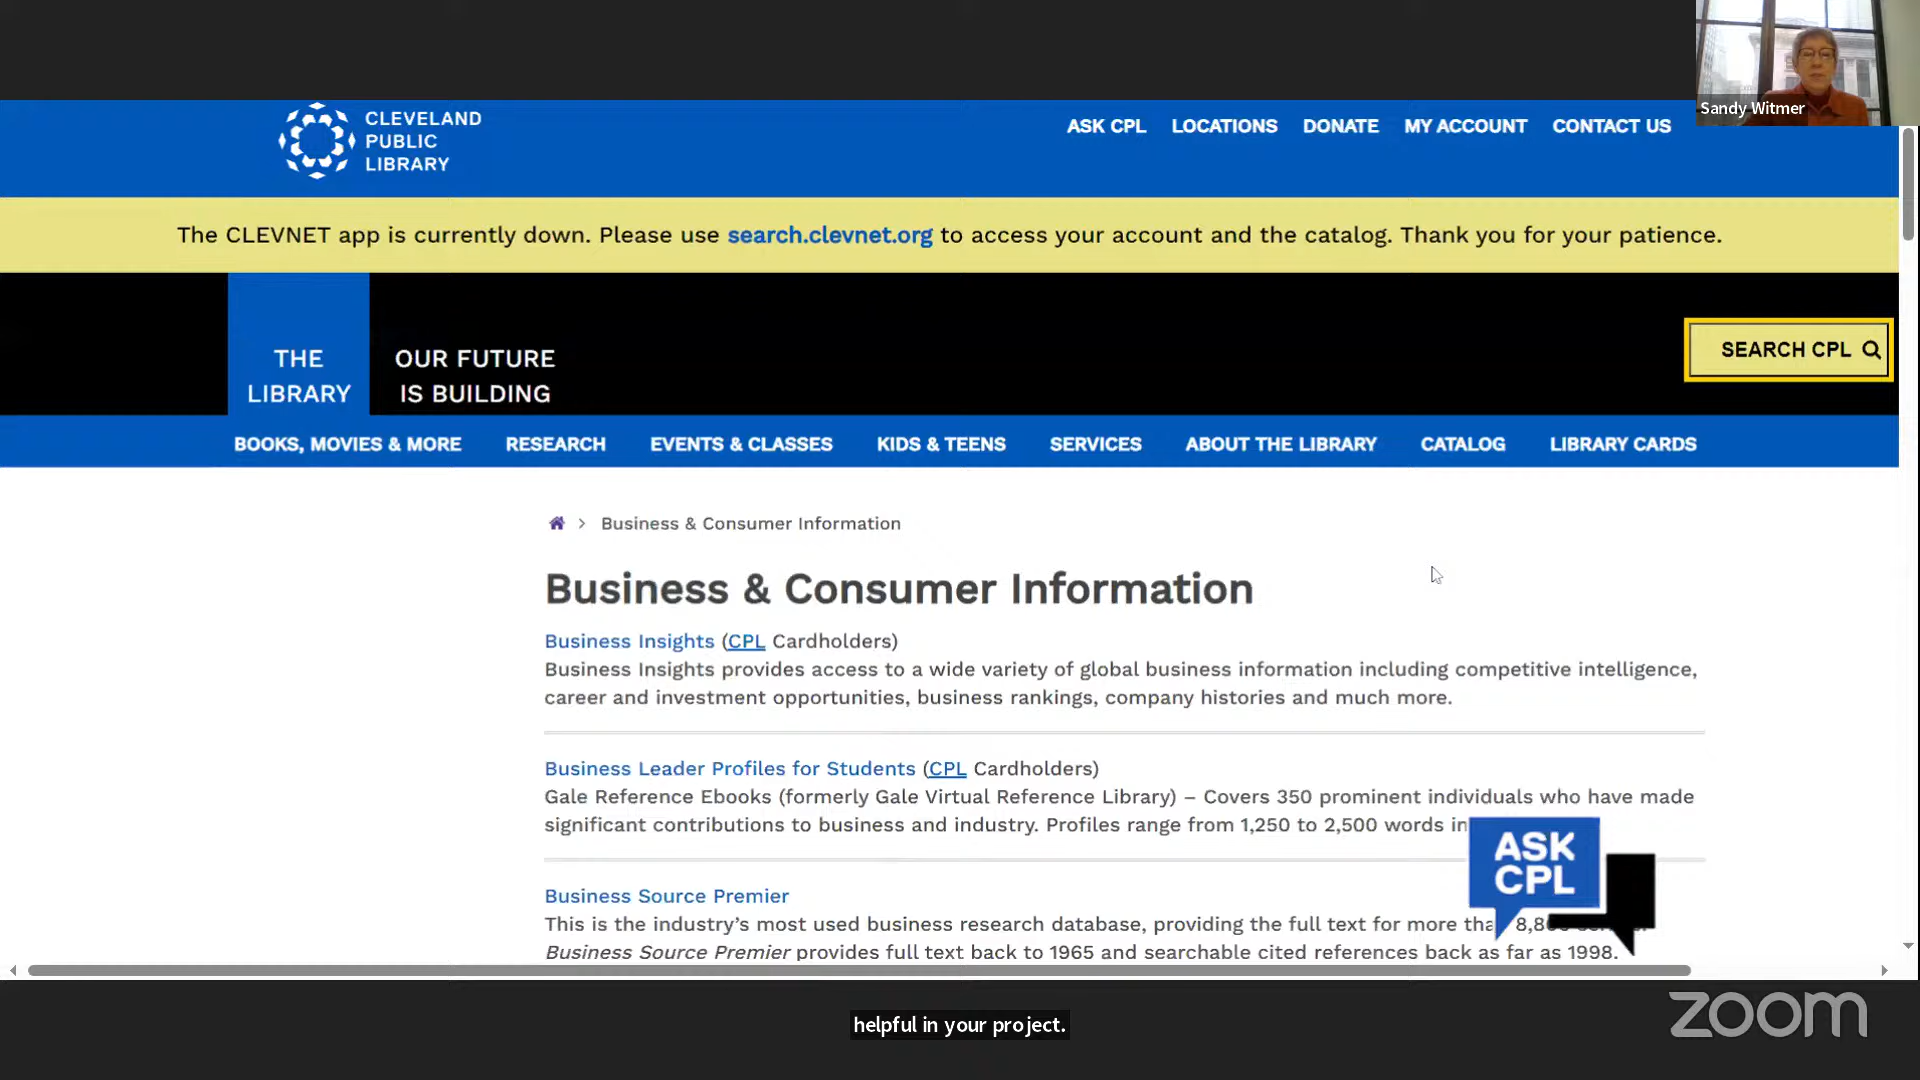 Sandy Witmer
CLEVELAND
PUBLIC
LIBRARY
ASK CPL LOCATIONS DONATE MY ACCOUNT CONTACT US
The CLEVNET app is currently down. Please use search.clevnet.org to access your account and the catalog. Thank you for your patience.
THE
LIBRARY
OUR FUTURE
IS BUILDING
SEARCH CPL
BOOKS, MOVIES & MORE RESEARCH EVENTS & CLASSES KIDS & TEENS SERVICES ABOUT THE LIBRARY CATALOG LIBRARY CARDS
> Business & Consumer Information
Business & Consumer Information
Business Insights (CPL Cardholders)
Business Insights provides access to a wide variety of global business information including competitive intelligence,
career and investment opportunities, business rankings, company histories and much more.
Business Leader Profiles for Students (CPL Cardholders)
Gale Reference Ebooks (formerly Gale Virtual Reference Library) – Covers 350 prominent individuals who have made
significant contributions to business and industry. Profiles range from 1,250 to 2,500 words in
Business Source Premier
This is the industry’s most used business research database, providing the full text for more
Business Source Premier provides full text back to 1965 and searchable cited references back as far as 1998.
ASK
CPL
helpful in your project.
zoom